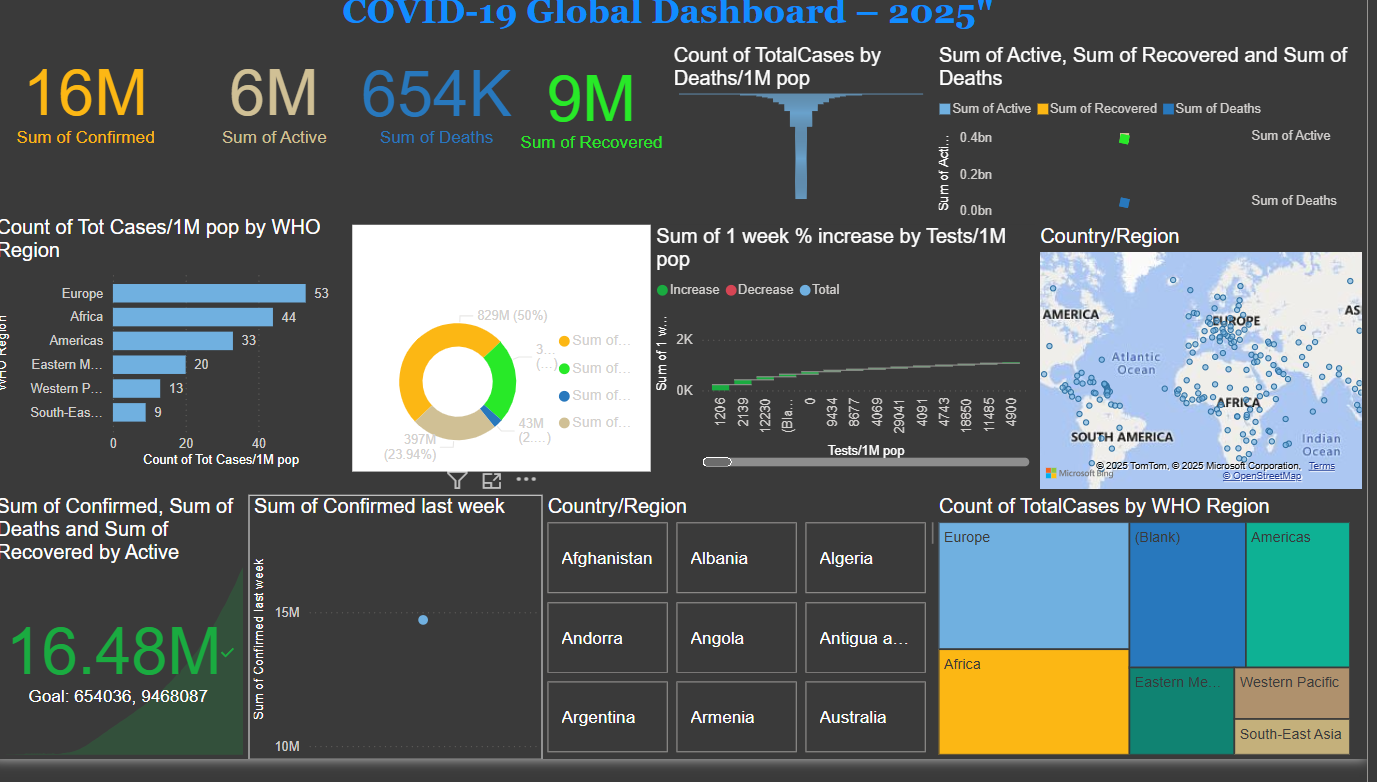 COVID-19 Global Dashboard – 2025"
16M
Sum of Confirmed
6M
Sum of Active
654K
Sum of Deaths
9M
Sum of Recovered
Count of TotalCases by
Deaths/1M pop
Sum of Active, Sum of Recovered and Sum of
Deaths
Sum of Active Sum of Recovered Sum of Deaths
Sum of Acti...
0.4bn
0.2bn
0.0bn
Sum of Active
Sum of Deaths
Count of Tot Cases/1M pop by WHO
Region
WHO Region
Europe 53
Africa 44
Americas 33
Eastern M... 20
Western P... 13
South-Eas... 9
0 20 40
Count of Tot Cases/1M pop
829M (50%)
3...
(...)
43M
(2....)
397M
(23.94%)
Sum of...
Sum of...
Sum of...
Sum of...
Sum of 1 week % increase by Tests/1M
pop
Increase Decrease Total
Sum of 1 w...
2K
0K
1206
2139
12230
(Bla...
0
9434
8677
4069
29041
4091
4743
18850
11485
4900
Tests/1M pop
Country/Region
AMERICA
EUROPE
AS
Atlantic
Ocean
AFRICA
SOUTH AMERICA
Indian
Ocean
Microsoft Bing
© 2025 TomTom, © 2025 Microsoft Corporation, Terms
© OpenStreetMap
Sum of Confirmed, Sum of
Deaths and Sum of
Recovered by Active
16.48M
Goal: 654036, 9468087
Sum of Confirmed last week
Sum of Confirmed last week
15M
10M
Country/Region
Afghanistan
Albania
Algeria
Andorra
Angola
Antigua a...
Argentina
Armenia
Australia
Count of TotalCases by WHO Region
Europe
(Blank)
Americas
Africa
Eastern Me...
Western Pacific
South-East Asia